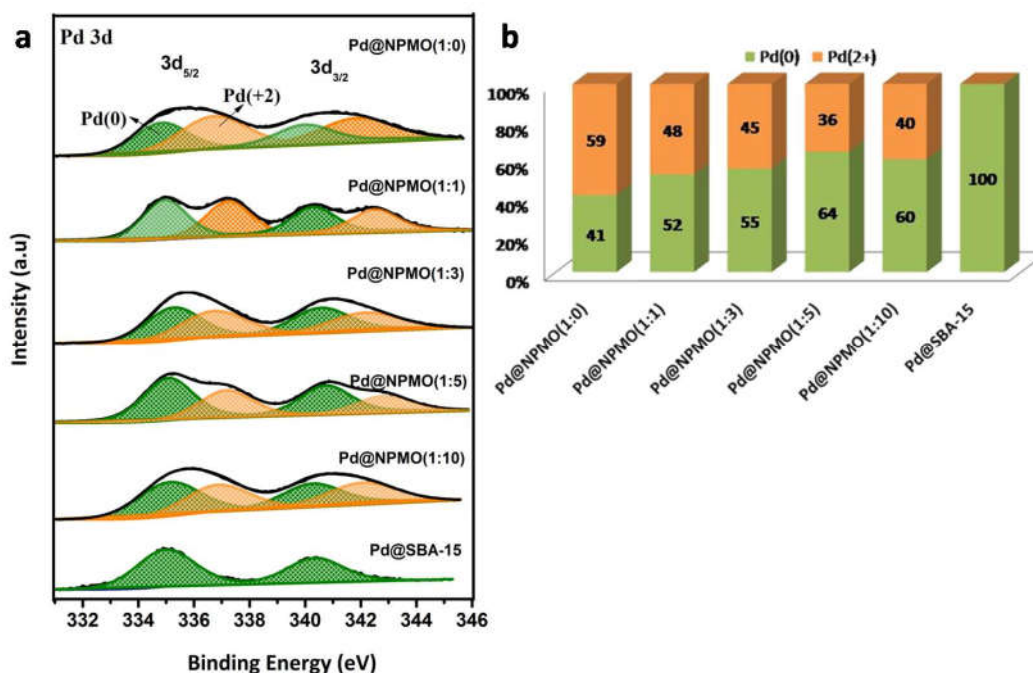 a
Pd 3d
Pd@NPMO(1:0)
3d5/2
3d3/2
Pd(+2)
Pd(0)
Pd@NPMO(1:1)
Pd@NPMO(1:3)
Pd@NPMO(1:5)
Pd@NPMO(1:10)
Pd@SBA-15
Intensity (a.u)
332 334 336 338 340 342 344 346
Binding Energy (eV)
b
Pd(0) Pd(2+)
100%
80%
60%
40%
20%
0%
59 48 45 36 40
41 52 55 64 60 100
Pd@NPMO(1:0)
Pd@NPMO(1:1)
Pd@NPMO(1:3)
Pd@NPMO(1:5)
Pd@NPMO(1:10)
Pd@SBA-15